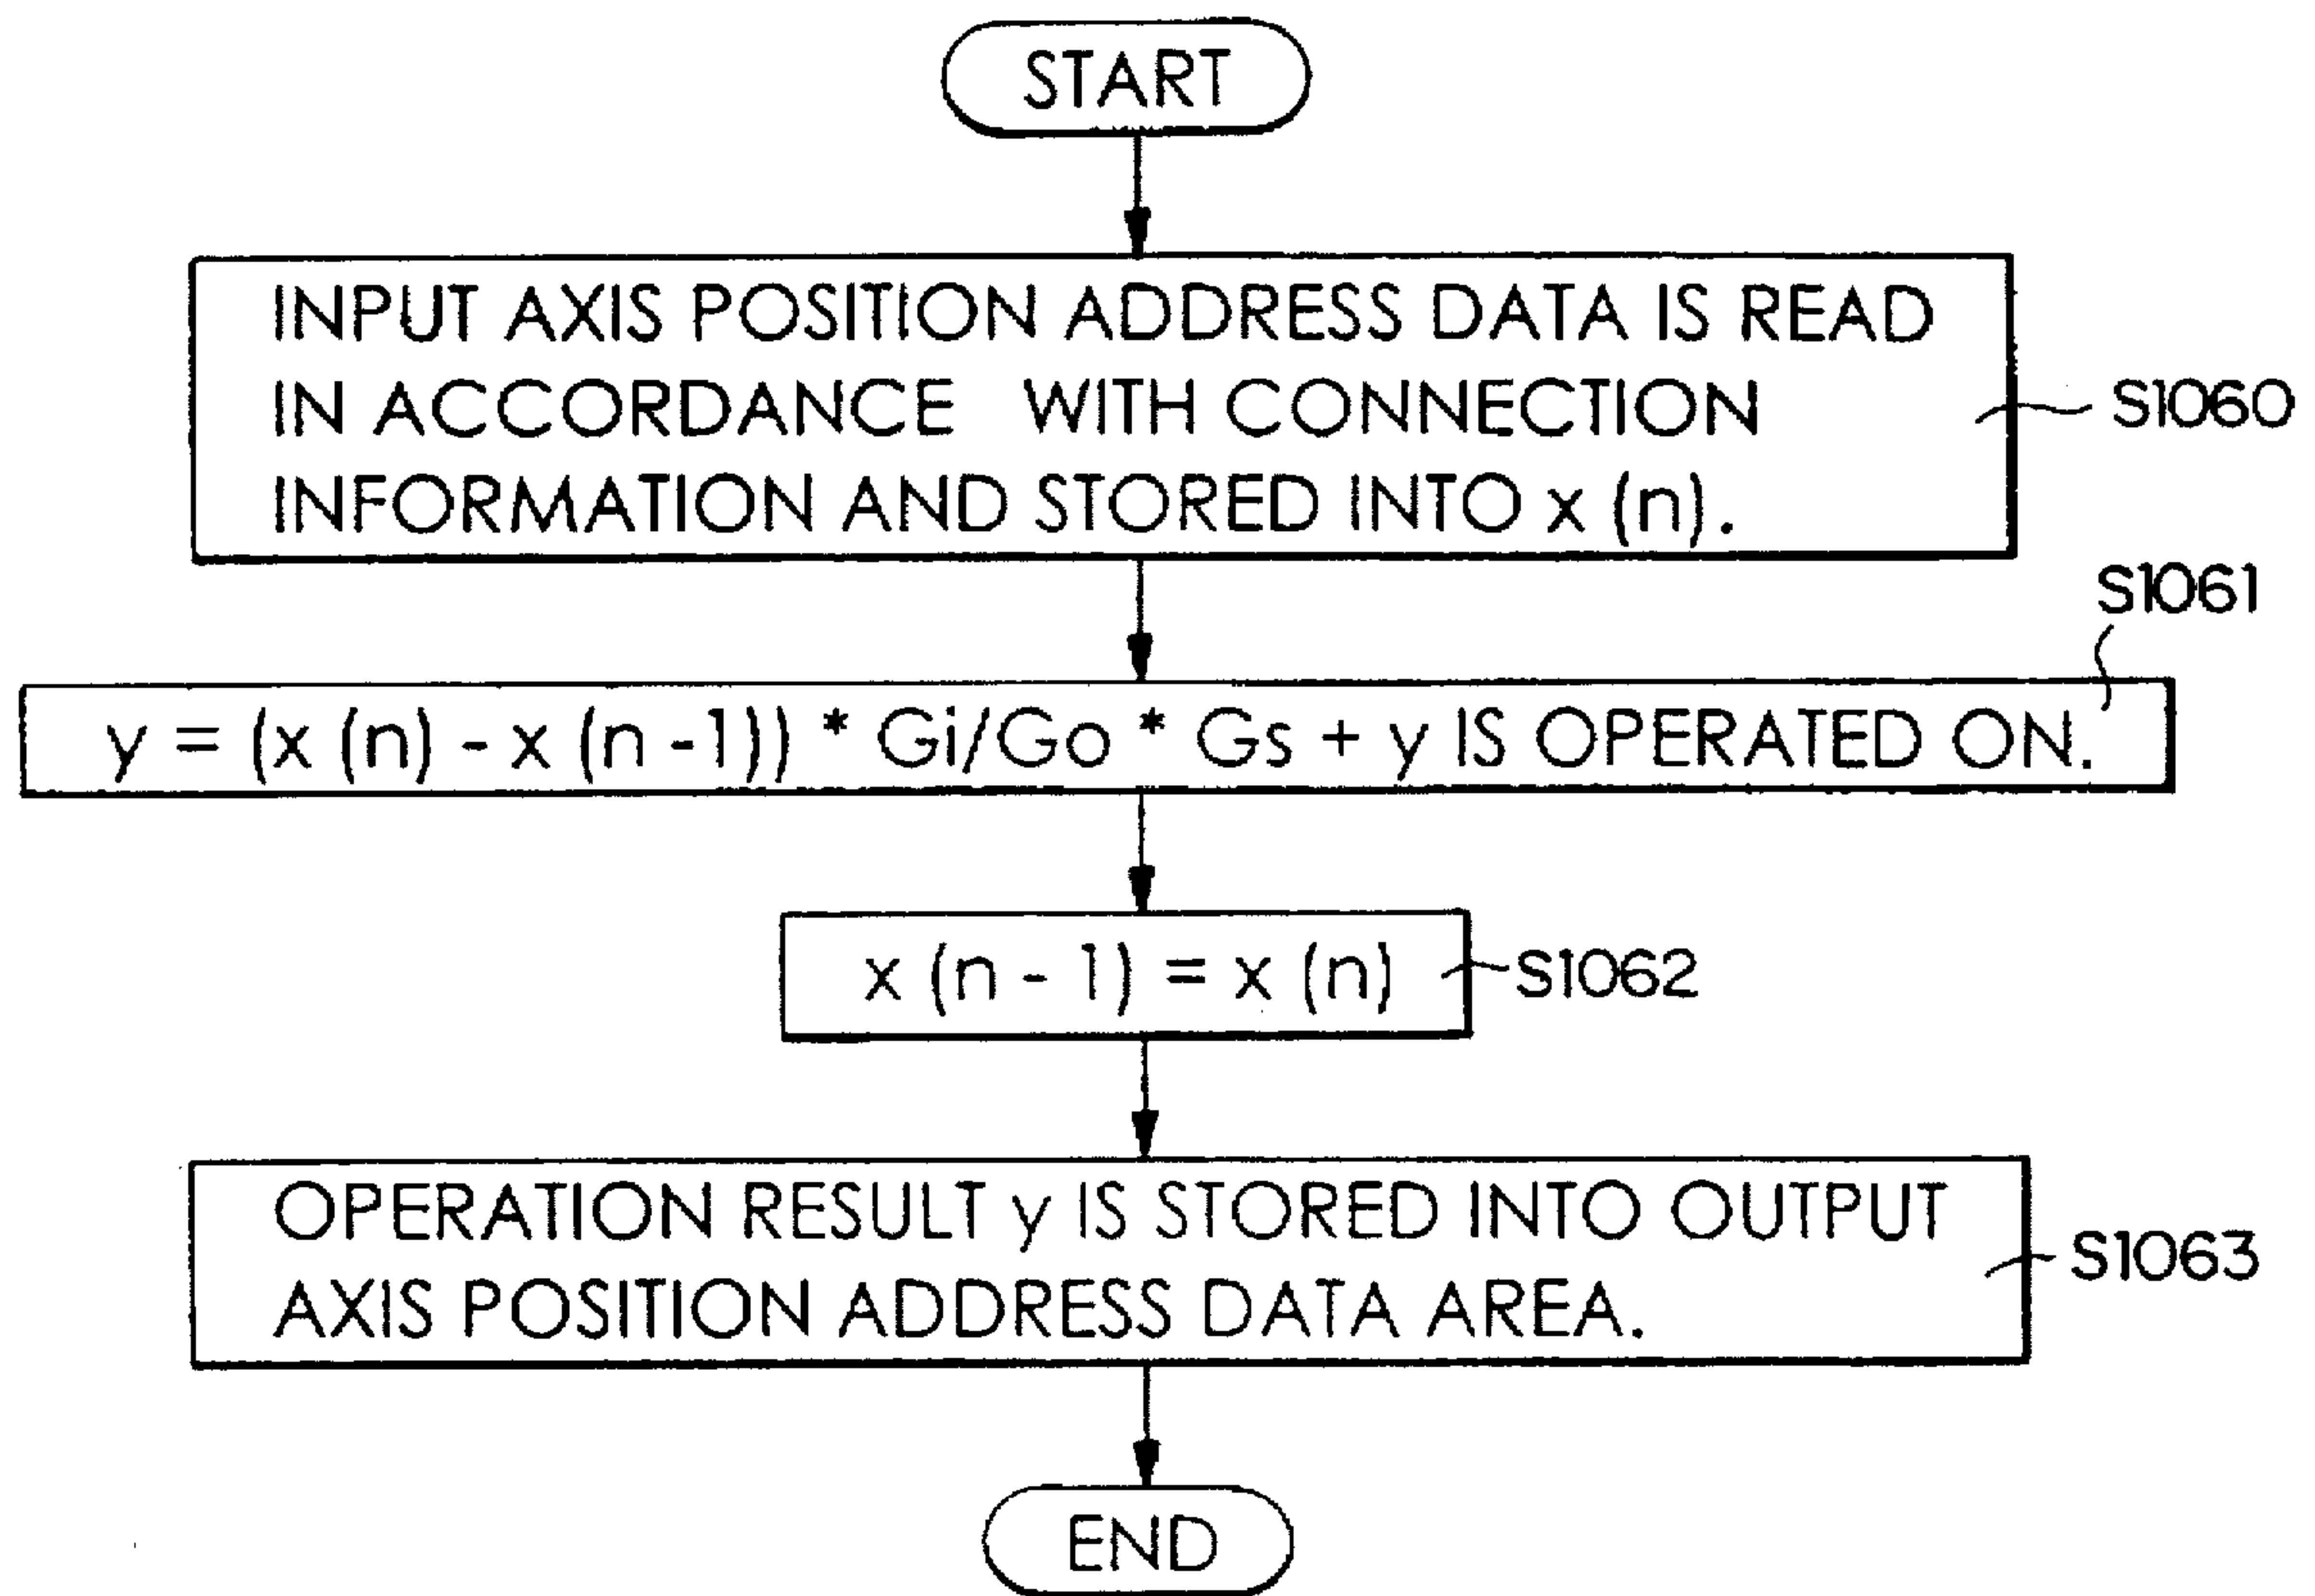 START
INPUT AXIS POSITION ADDRESS DATA IS READ
IN ACCORDANCE WITH CONNECTION
INFORMATION AND STORED INTO x (n).
S1060
S1061
y = (x (n) - x (n -1)) * Gi/Go * Gs + y IS OPERATED ON.
x (n - 1) = x (n)
S1062
OPERATION RESULT y IS STORED INTO OUTPUT
AXIS POSITION ADDRESS DATA AREA.
S1063
END